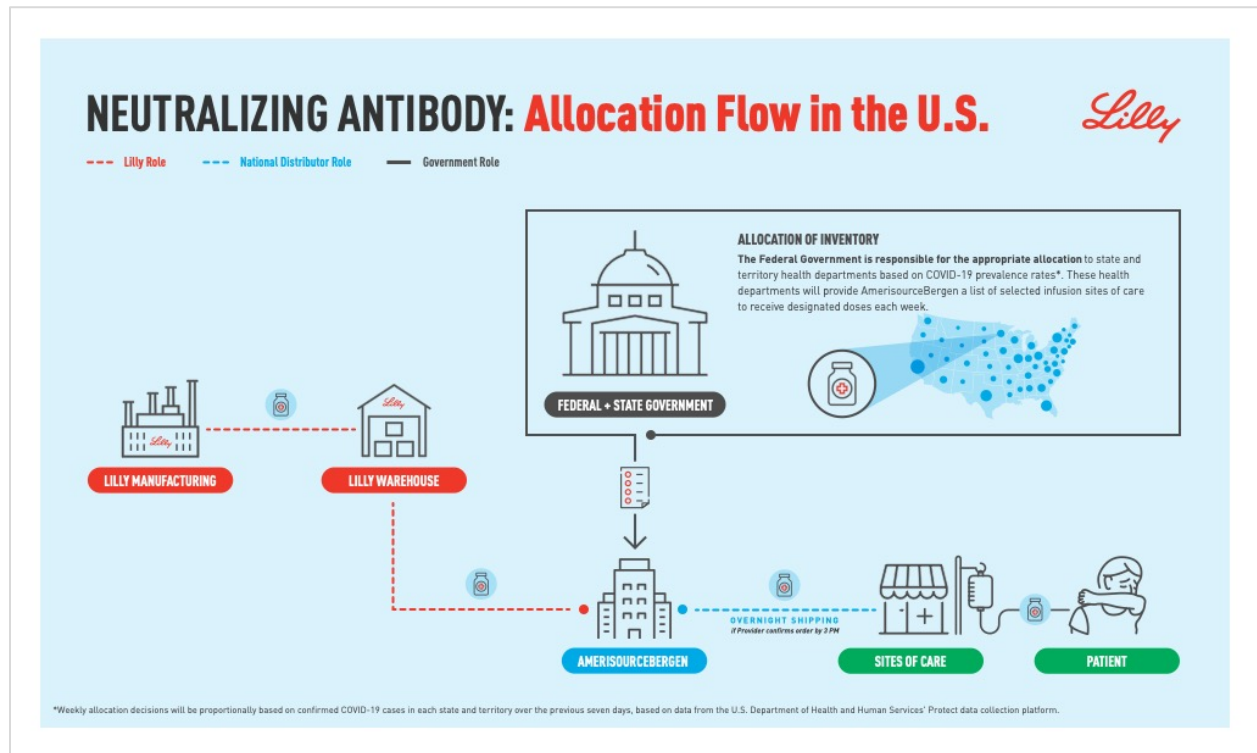 NEUTRALIZING ANTIBODY: Allocation Flow in the U.S.
Lilly
Lilly Role
National Distributor Role
Government Role
ALLOCATION OF INVENTORY
The Federal Government is responsible for the appropriate allocation to state and
territory health departments based on COVID-19 prevalence rates*. These health
departments will provide AmerisourceBergen a list of selected infusion sites of care
to receive designated doses each week.
FEDERAL + STATE GOVERNMENT
Lilly
Lilly
LILLY MANUFACTURING
LILLY WAREHOUSE
OVERNIGHT SHIPPING
if Provider confirms order by 3 PM
AMERISOURCEBERGEN
SITES OF CARE
PATIENT
*Weekly allocation decisions will be proportionally based on confirmed COVID-19 cases in each state and territory over the previous seven days, based on data from the U.S. Department of Health and Human Services' Protect data collection platform.